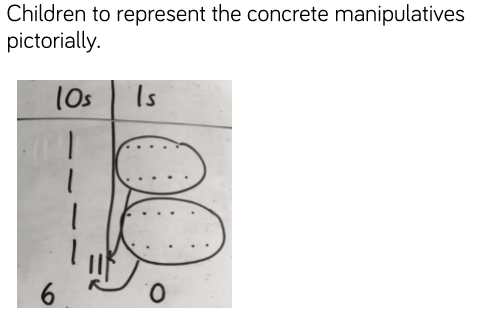 Children to represent the concrete manipulatives
pictorially.
10s 1s
6 0